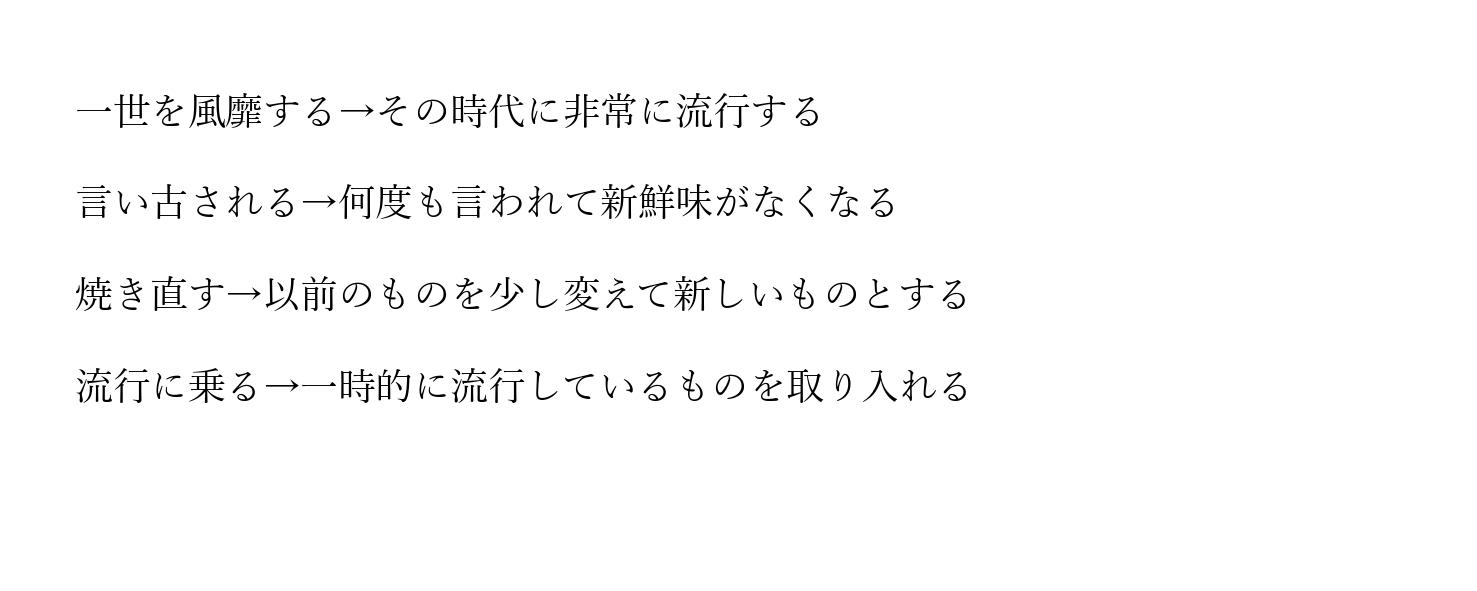 一世を風靡する→その時代に非常に流行する
言い古される→何度も言われて新鮮味がなくなる
焼き直す→以前のものを少し変えて新しいものとする
流行に乗る→一時的に流行しているものを取り入れる